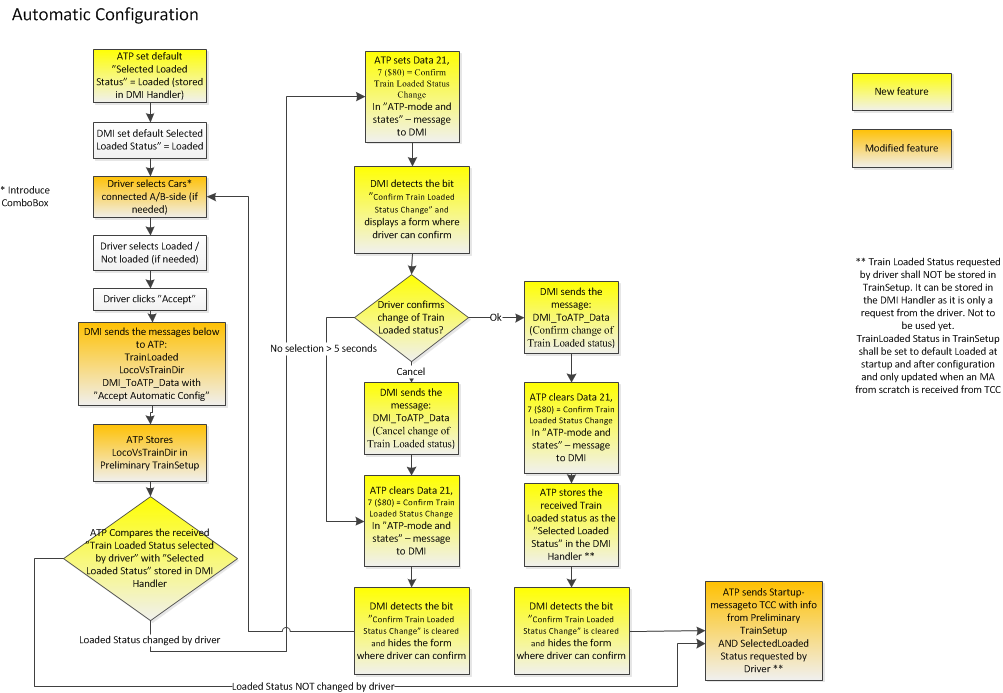 Automatic Configuration
ATP set default
"Selected Loaded
Status" = Loaded (stored
in DMI Handler)
DMI set default Selected
Loaded Status" = Loaded
* Introduce
ComboBox
Driver selects Cars*
connected A/B-side (if
needed)
Driver selects Loaded /
Not loaded (if needed)
Driver clicks "Accept"
DMI sends the messages below
to ATP:
TrainLoaded
LocoVsTrainDir
DMI_ToATP_Data with
"Accept Automatic Config"
ATP Stores
LocoVsTrainDir in
Preliminary TrainSetup
ATP Compares the received
"Train Loaded Status selected
by driver" with "Selected
Loaded Status" stored in DMI
Handler
Loaded Status changed by driver
Loaded Status NOT changed by driver
ATP sets Data 21,
7 ($80) = Confirm
Train Loaded Status
Change
In "ATP-mode and
states" – message
to DMI
DMI detects the bit
"Confirm Train Loaded
Status Change" and
displays a form where
driver can confirm
Driver confirms
change of Train
Loaded status?
No selection > 5 seconds
Ok
Cancel
DMI sends the
message:
DMI_ToATP_Data
(Cancel change of
Train Loaded status)
ATP clears Data 21,
7 ($80) = Confirm Train
Loaded Status Change
In "ATP-mode and
states" – message
to DMI
DMI detects the bit
"Confirm Train Loaded
Status Change" is cleared
and hides the form
where driver can confirm
DMI sends the
message:
DMI_ToATP_Data
(Confirm change of
Train Loaded status)
ATP clears Data 21,
7 ($80) = Confirm Train
Loaded Status Change
In "ATP-mode and
states" – message
to DMI
ATP stores the
received Train
Loaded status as the
"Selected Loaded
Status" in the DMI
Handler **
DMI detects the bit
"Confirm Train Loaded
Status Change" is cleared
and hides the form
where driver can confirm
ATP sends Startup-
messageto TCC with info
from Preliminary
TrainSetup
AND SelectedLoaded
Status requested by
Driver **
New feature
Modified feature
** Train Loaded Status requested
by driver shall NOT be stored in
TrainSetup. It can be stored in
the DMI Handler as it is only a
request from the driver. Not to
be used yet.
TrainLoaded Status in TrainSetup
shall be set to default Loaded at
startup and after configuration
and only updated when an MA
from scratch is received from TCC